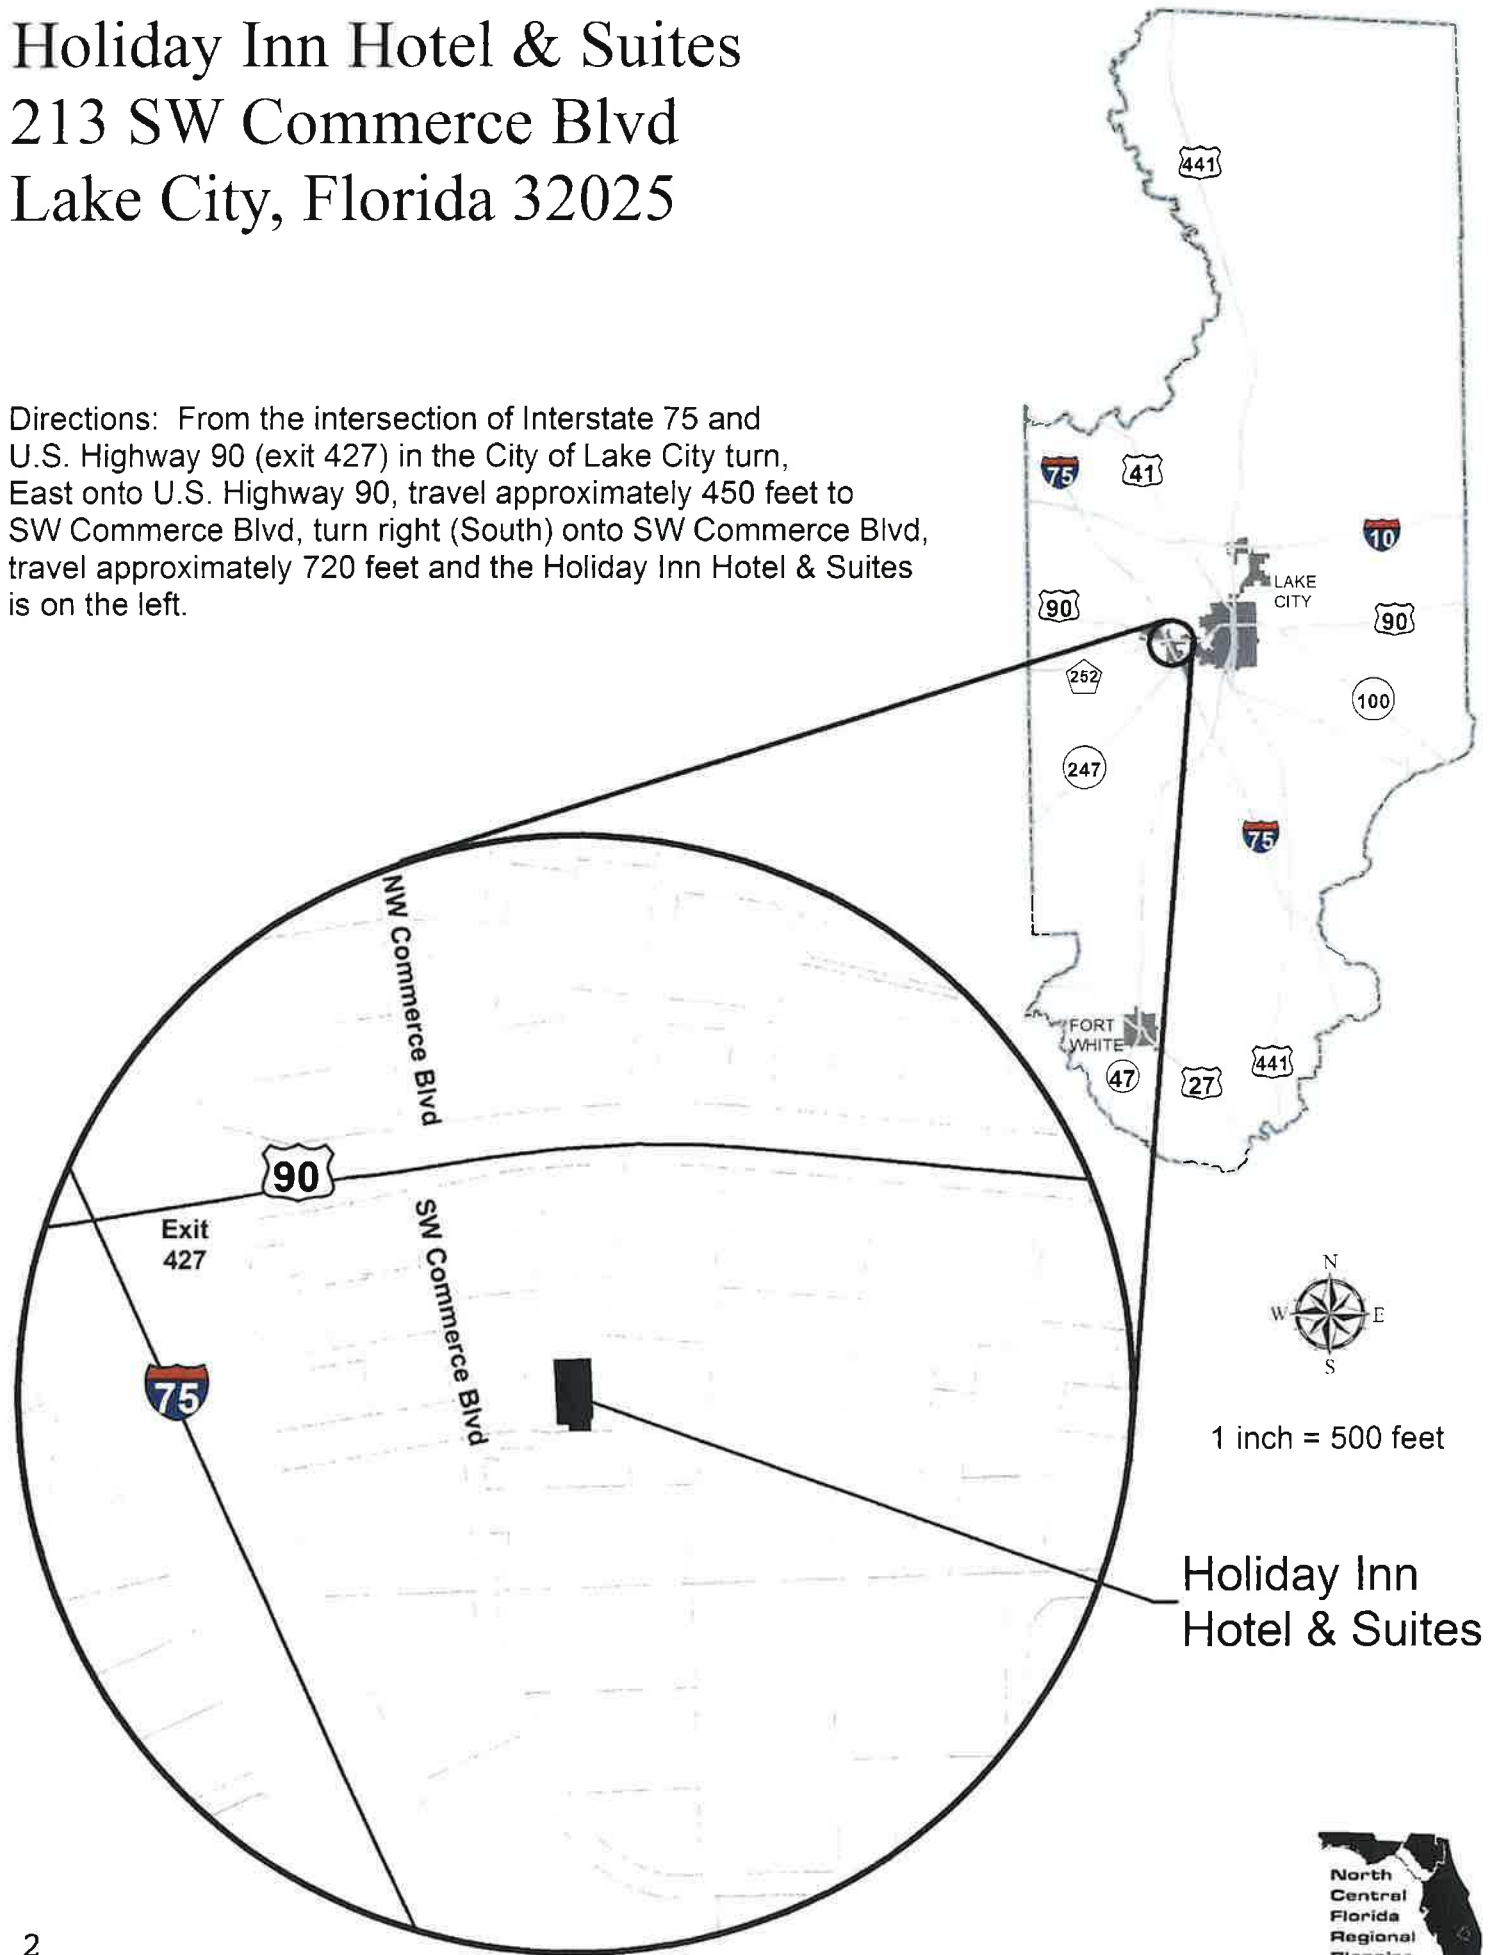 Holiday Inn Hotel & Suites
213 SW Commerce Blvd
Lake City, Florida 32025
Directions: From the intersection of Interstate 75 and
U.S. Highway 90 (exit 427) in the City of Lake City turn,
East onto U.S. Highway 90, travel approximately 450 feet to
SW Commerce Blvd, turn right (South) onto SW Commerce Blvd,
travel approximately 720 feet and the Holiday Inn Hotel & Suites
is on the left.
441
75
41
10
LAKE
CITY
90
90
252
100
247
75
FORT
WHITE
47
27
441
NW Commerce Blvd
90
Exit
427
SW Commerce Blvd
75
N
W
E
S
1 inch = 500 feet
Holiday Inn
Hotel & Suites
North
Central
Florida
Regional
2